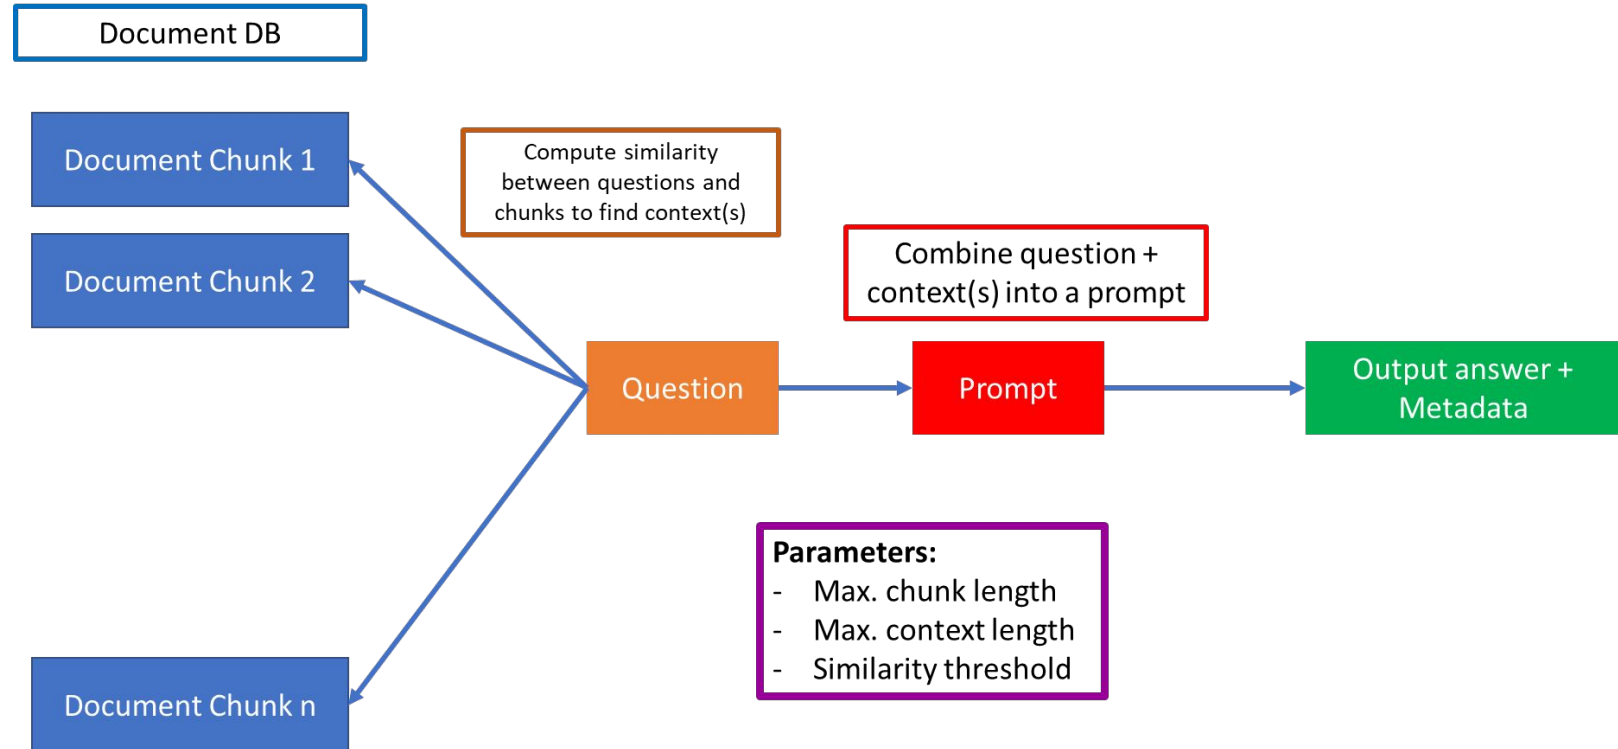 Document DB
Document Chunk 1
Compute similarity
between questions and
chunks to find context(s)
Document Chunk 2
Combine question +
context(s) into a prompt
Question
Prompt
Output answer +
Metadata
Parameters:
- Max. chunk length
- Max. context length
- Similarity threshold
Document Chunk n